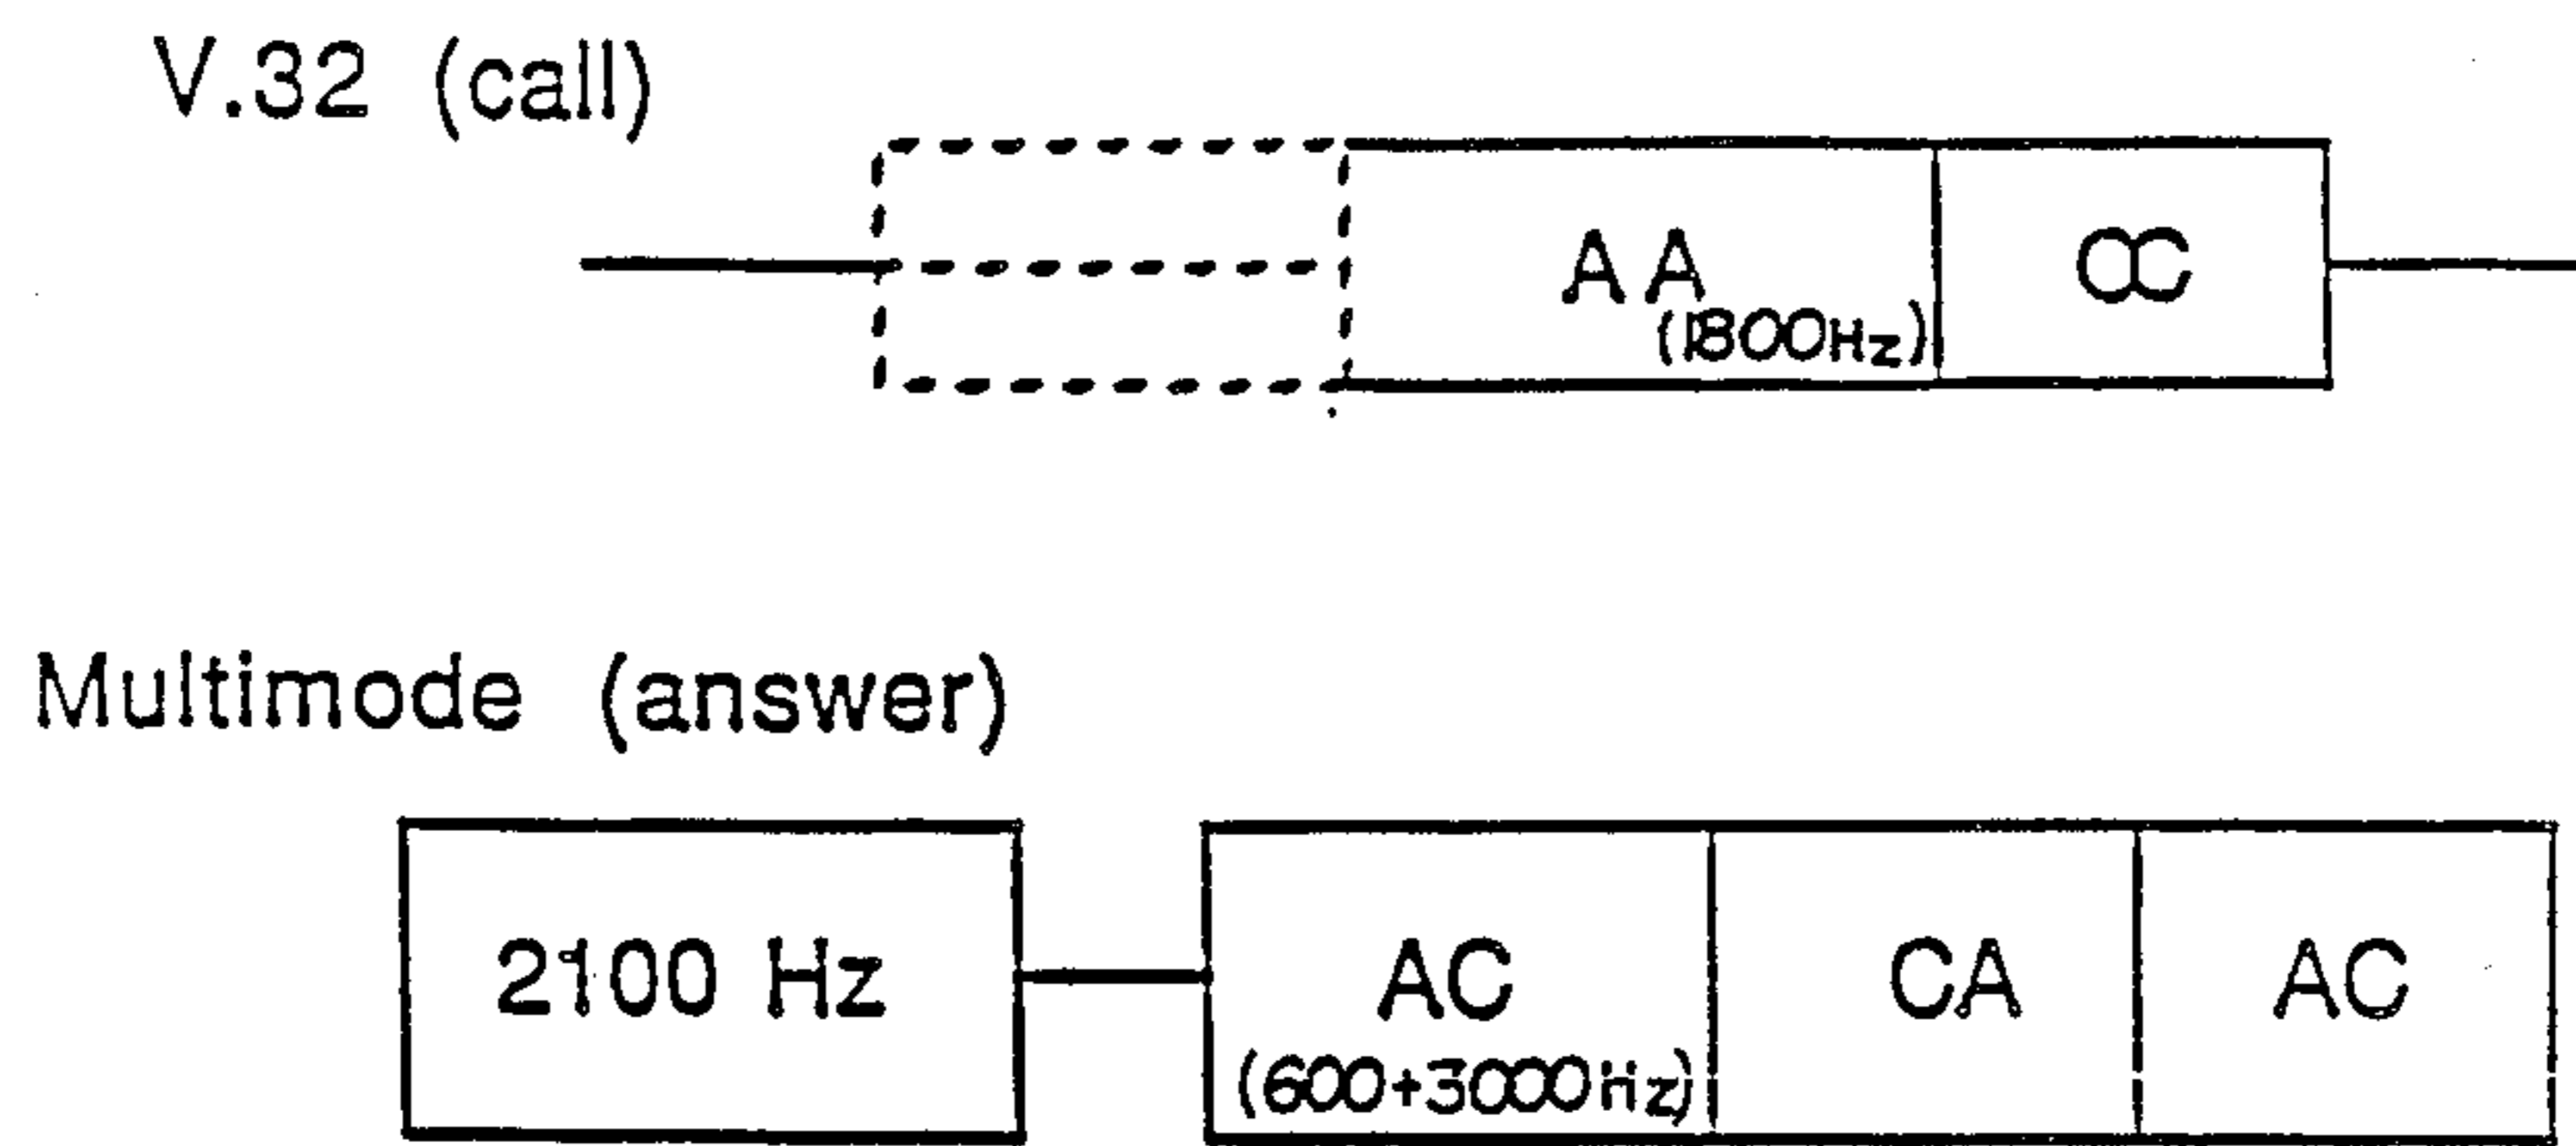 V.32 (call)
AA CC
(1800Hz)
Multimode (answer)
2100 Hz AC CA AC
(600+3000Hz)